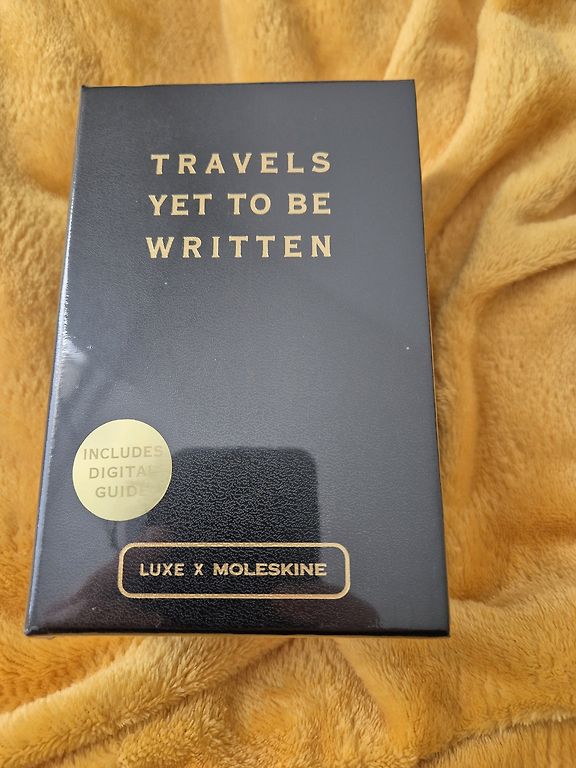 TRAVELS
YET TO BE
WRITTEN
INCLUDES
DIGITAL
GUIDE
LUXE X MOLESKINE